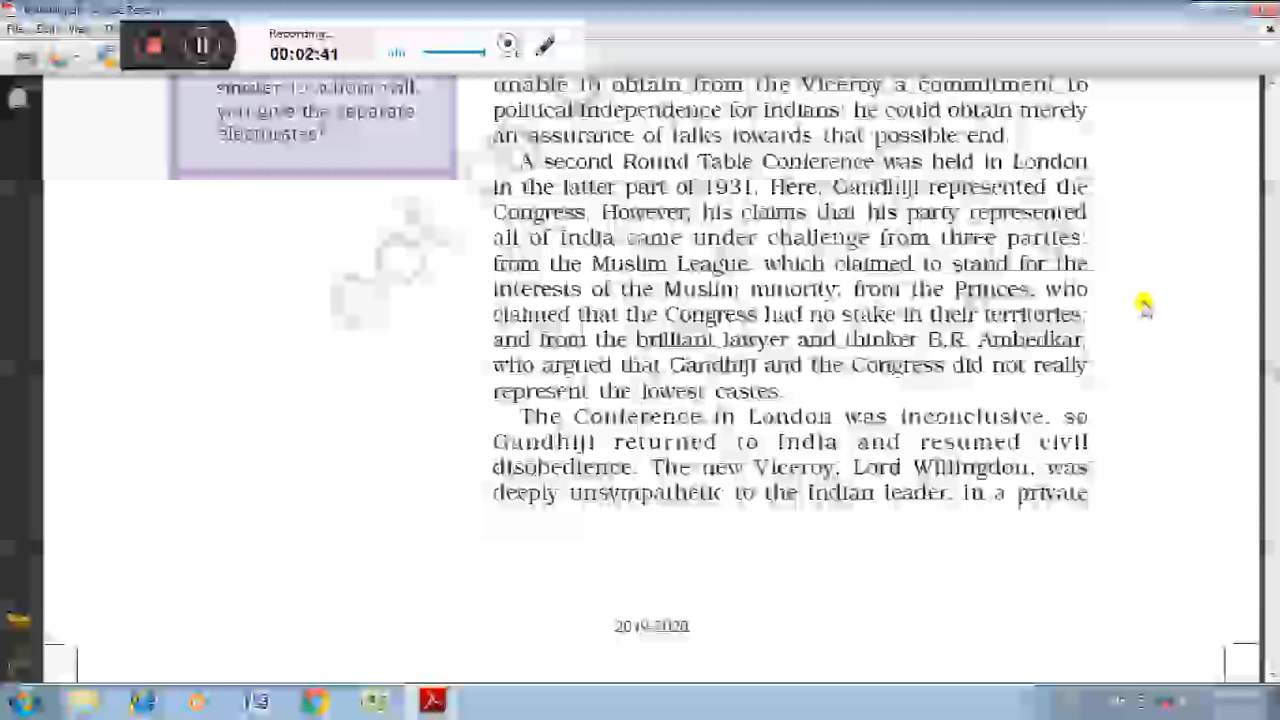 Recording...
00:02:41
you give the separate
electorates?
unable to obtain from the Viceroy a commitment to
political independence for Indians; he could obtain merely
an assurance of talks towards that possible end.
A second Round Table Conference was held in London
in the latter part of 1931. Here, Gandhiji represented the
Congress. However, his claims that his party represented
all of India came under challenge from three parties:
from the Muslim League, which claimed to stand for the
interests of the Muslim minority; from the Princes, who
claimed that the Congress had no stake in their territories;
and from the brilliant lawyer and thinker B.R. Ambedkar,
who argued that Gandhiji and the Congress did not really
represent the lowest castes.
The Conference in London was inconclusive, so
Gandhiji returned to India and resumed civil
disobedience. The new Viceroy, Lord Willingdon, was
deeply unsympathetic to the Indian leader. In a private
2019-2020